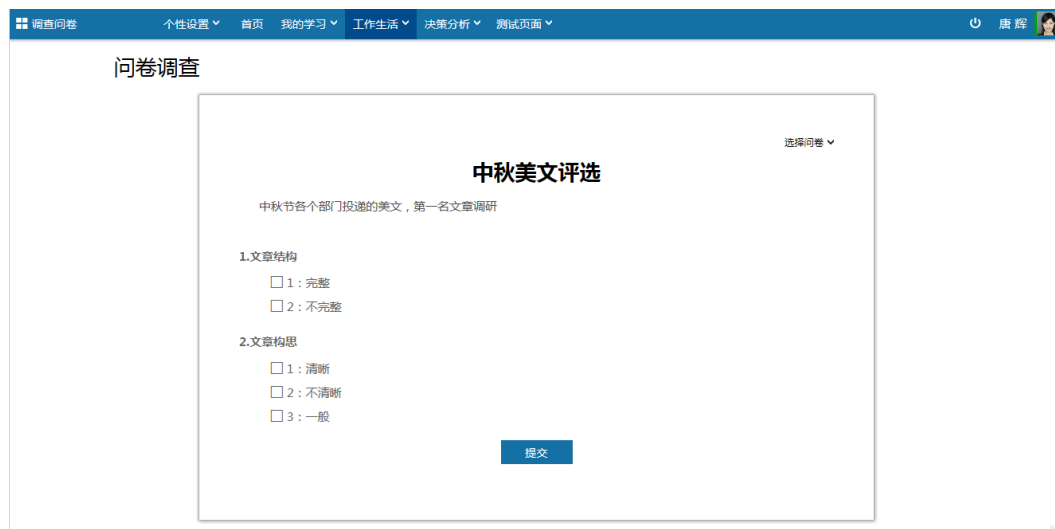 调查问卷 个性设置 首页 我的学习 工作生活 决策分析 测试页面 唐辉
问卷调查
选择问卷
中秋美文评选
中秋节各个部门投递的美文，第一名文章调研
1.文章结构
1：完整
2：不完整
2.文章构思
1：清晰
2：不清晰
3：一般
提交